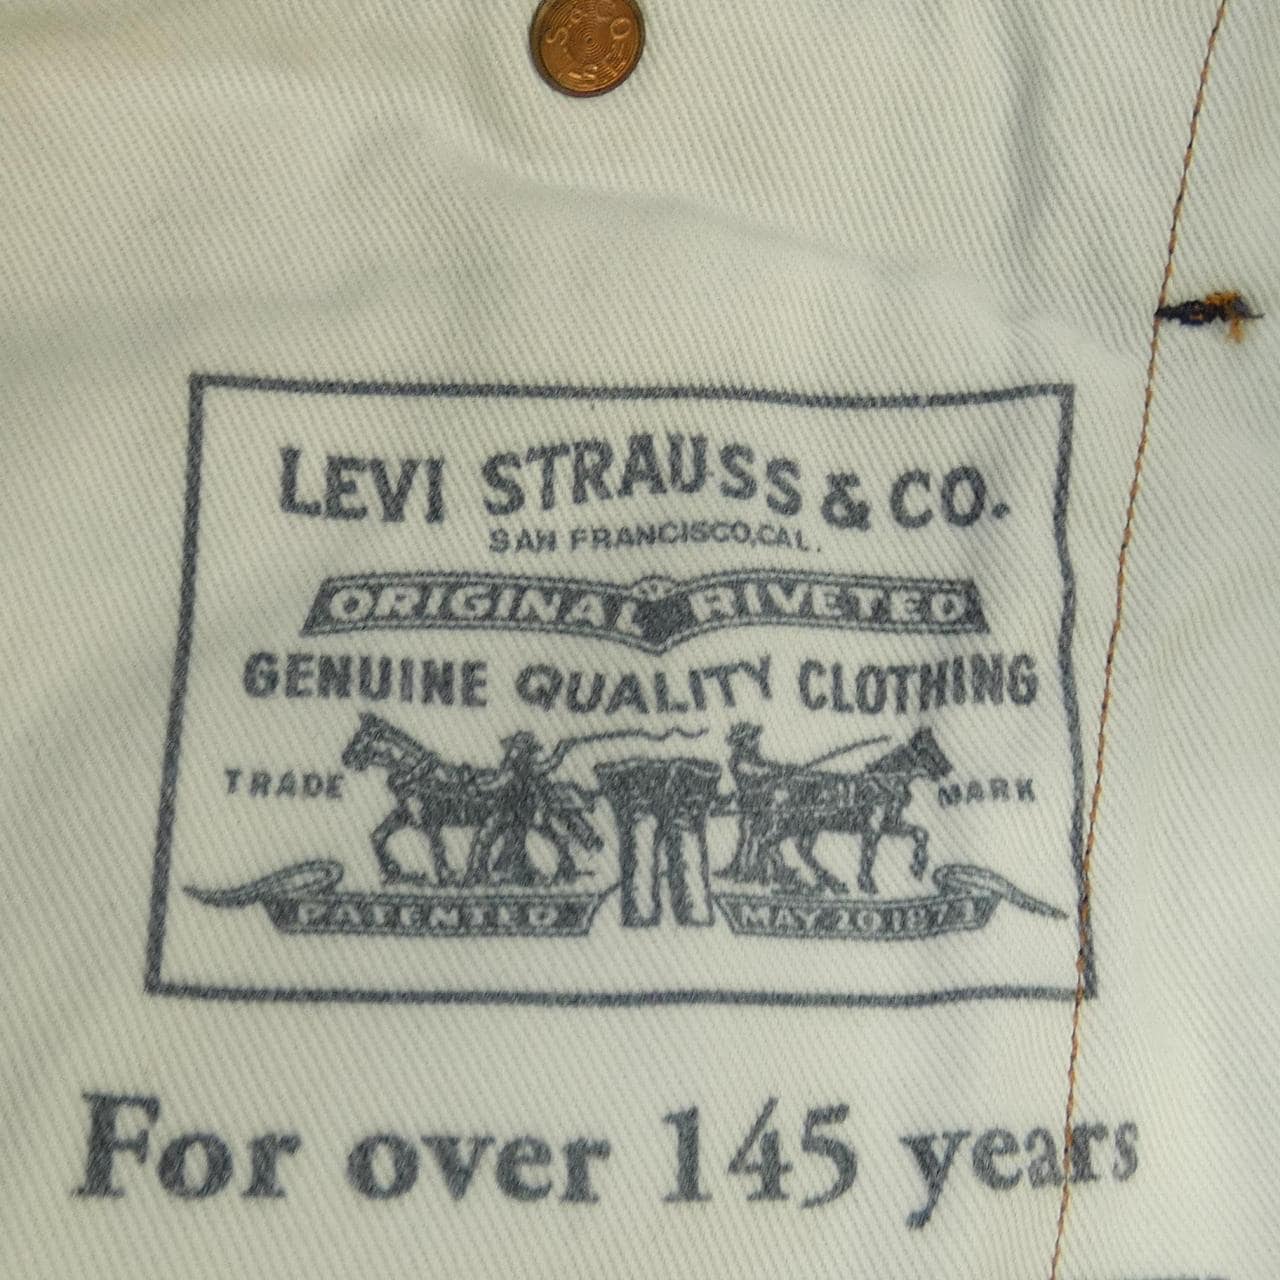 LEVI STRAUSS & CO.
SAN FRANCISCO, CAL.
ORIGINAL RIVETED
GENUINE QUALITY CLOTHING
TRADE MARK
PATENTED MAY 20 1873
For over 145 years